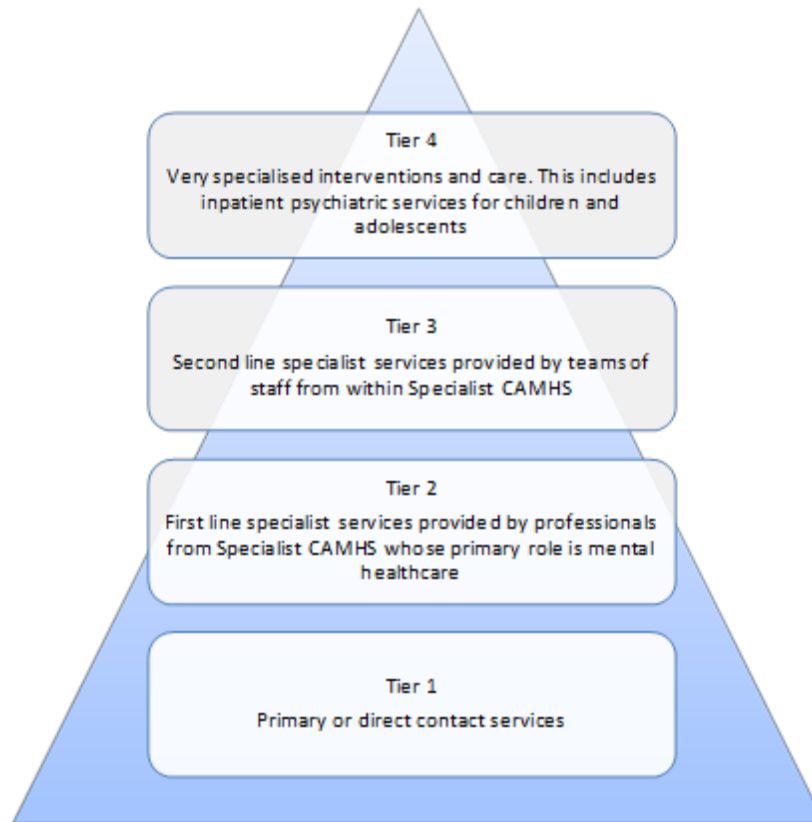 Tier 4
Very specialised interventions and care. This includes
inpatient psychiatric services for children and
adolescents
Tier 3
Second line specialist services provided by teams of
staff from within Specialist CAMHS
Tier 2
First line specialist services provided by professionals
from Specialist CAMHS whose primary role is mental
healthcare
Tier 1
Primary or direct contact services